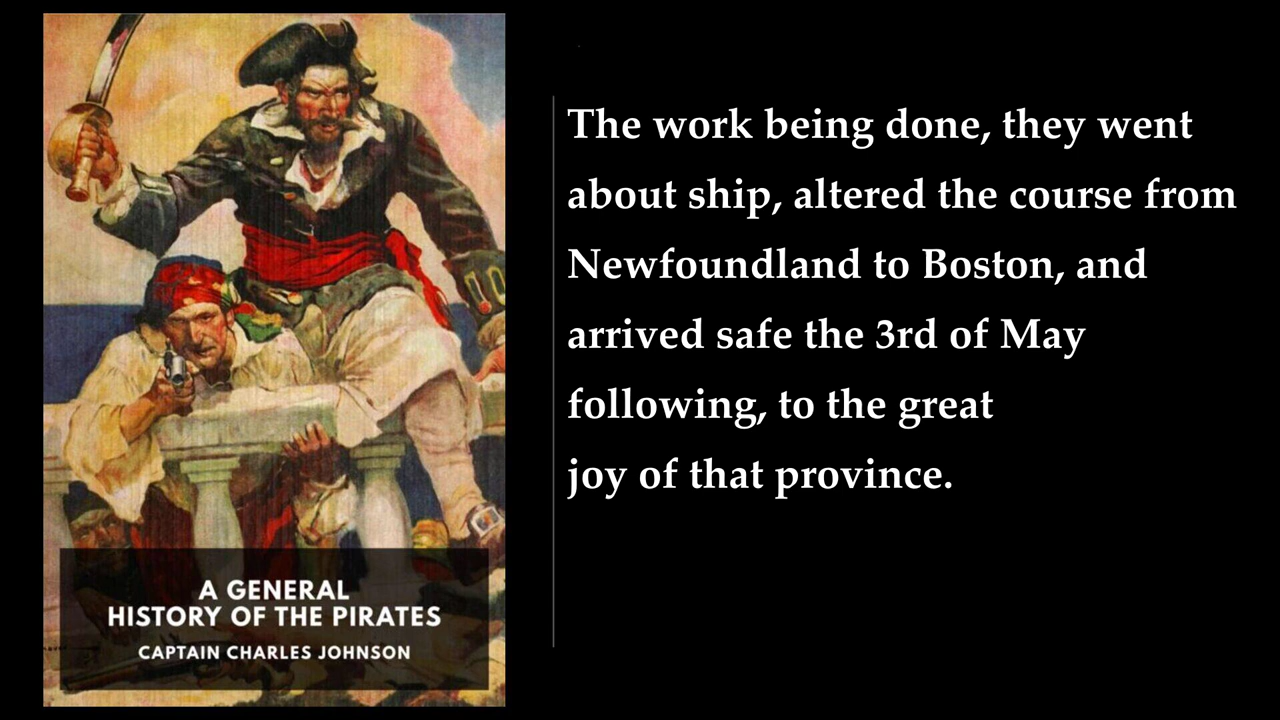 The work being done, they went
about ship, altered the course from
Newfoundland to Boston, and
arrived safe the 3rd of May
following, to the great
joy of that province.
A GENERAL
HISTORY OF THE PIRATES
CAPTAIN CHARLES JOHNSON